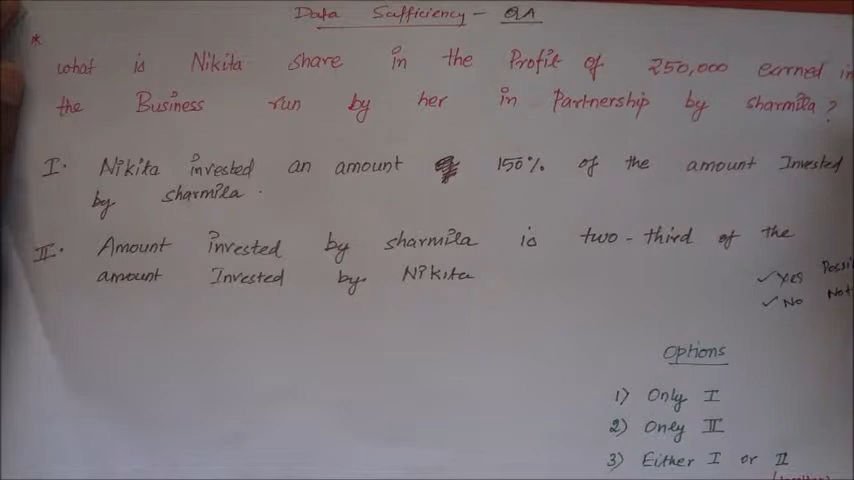 Data Sufficiency - QA
*
what is Nikita share in the Profit of 250,000 earned in
the Business run by her in Partnership by sharmila?
I. Nikita invested an amount 150% of the amount Invested
by sharmila.
II. Amount invested by sharmila is two-third of the
amount Invested by Nikita
✓ Yes
✓ No Not
Options
1) Only I
2) Only II
3) Either I or II